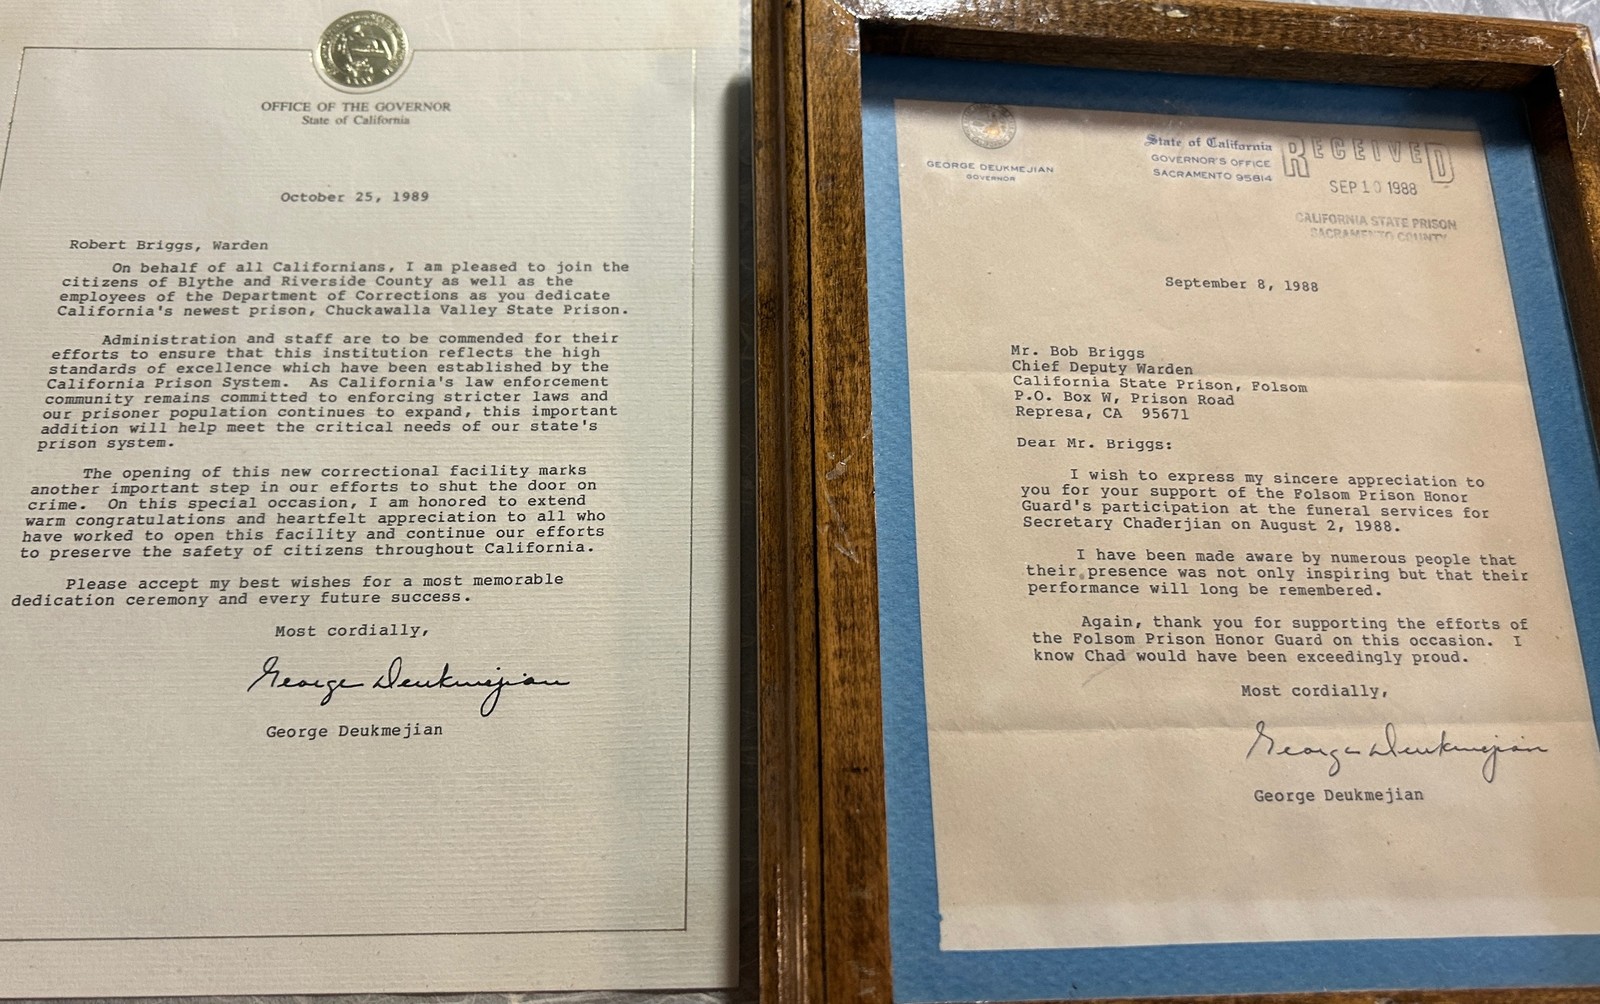 OFFICE OF THE GOVERNOR
State of California
October 25, 1989
Robert Briggs, Warden
On behalf of all Californians, I am pleased to join the
citizens of Blythe and Riverside County as well as the
employees of the Department of Corrections as you dedicate
California's newest prison, Chuckawalla Valley State Prison.
Administration and staff are to be commended for their
efforts to ensure that this institution reflects the high
standards of excellence which have been established by the
California Prison System. As California's law enforcement
community remains committed to enforcing stricter laws and
our prisoner population continues to expand, this important
addition will help meet the critical needs of our state's
prison system.
The opening of this new correctional facility marks
another important step in our efforts to shut the door on
crime. On this special occasion, I am honored to extend
warm congratulations and heartfelt appreciation to all who
have worked to open this facility and continue our efforts
to preserve the safety of citizens throughout California.
Please accept my best wishes for a most memorable
dedication ceremony and every future success.
Most cordially,
George Deukmejian
George Deukmejian
GEORGE DEUKMEJIAN
GOVERNOR
State of California
GOVERNOR'S OFFICE
SACRAMENTO 95814
RECEIVED
SEP 10 1988
CALIFORNIA STATE PRISON
SACRAMENTO COUNTY
September 8, 1988
Mr. Bob Briggs
Chief Deputy Warden
California State Prison, Folsom
P.O. Box W, Prison Road
Represa, CA 95671
Dear Mr. Briggs:
I wish to express my sincere appreciation to
you for your support of the Folsom Prison Honor
Guard's participation at the funeral services for
Secretary Chaderjian on August 2, 1988.
I have been made aware by numerous people that
their presence was not only inspiring but that their
performance will long be remembered.
Again, thank you for supporting the efforts of
the Folsom Prison Honor Guard on this occasion. I
know Chad would have been exceedingly proud.
Most cordially,
George Deukmejian
George Deukmejian